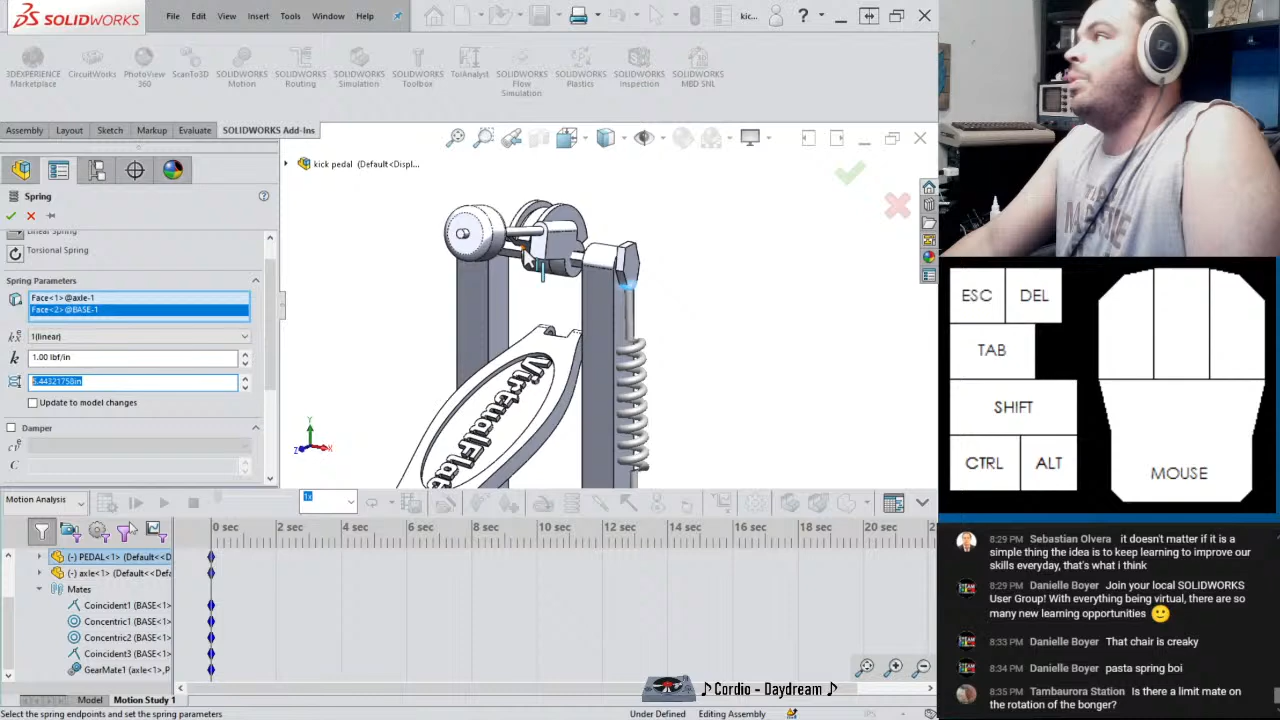 SOLIDWORKS
File Edit View Insert Tools Window Help
kic...
3DEXPERIENCE Marketplace
CircuitWorks
PhotoView 360
ScanTo3D
SOLIDWORKS Motion
SOLIDWORKS Routing
SOLIDWORKS Simulation
SOLIDWORKS Toolbox
TolAnalyst
SOLIDWORKS Flow Simulation
SOLIDWORKS Plastics
SOLIDWORKS Inspection
SOLIDWORKS MBD SNL
Assembly Layout Sketch Markup Evaluate SOLIDWORKS Add-Ins
kick pedal (Default<Displ...
Spring
Linear Spring
Torsional Spring
Spring Parameters
Face<1>@axle-1
Face<2>@BASE-1
1(linear)
1.00 lbf/in
5.44321758in
Update to model changes
Damper
Y
Z
X
Motion Analysis
1x
0 sec 2 sec 4 sec 6 sec 8 sec 10 sec 12 sec 14 sec 16 sec 18 sec 20 sec
(-) PEDAL<1> (Default<<D
(-) axle<1> (Default<<Defa
Mates
Coincident1 (BASE<1>
Concentric1 (BASE<1>
Concentric2 (BASE<1>
Coincident3 (BASE<1>
GearMate1 (axle<1>,P
Model Motion Study 1
♪ Cordio - Daydream ♪
Select the spring endpoints and set the spring parameters
Under Defined Editing Assembly IPS
ESC DEL
TAB
SHIFT
CTRL ALT
MOUSE
8:29 PM Sebastian Olvera it doesn't matter if it is a
simple thing the idea is to keep learning to improve our
skills everyday, that's what i think
8:29 PM Danielle Boyer Join your local SOLIDWORKS
User Group! With everything being virtual, there are so
many new learning opportunities 🙂
8:33 PM Danielle Boyer That chair is creaky
8:34 PM Danielle Boyer pasta spring boi
8:35 PM Tambaurora Station Is there a limit mate on
the rotation of the bonger?